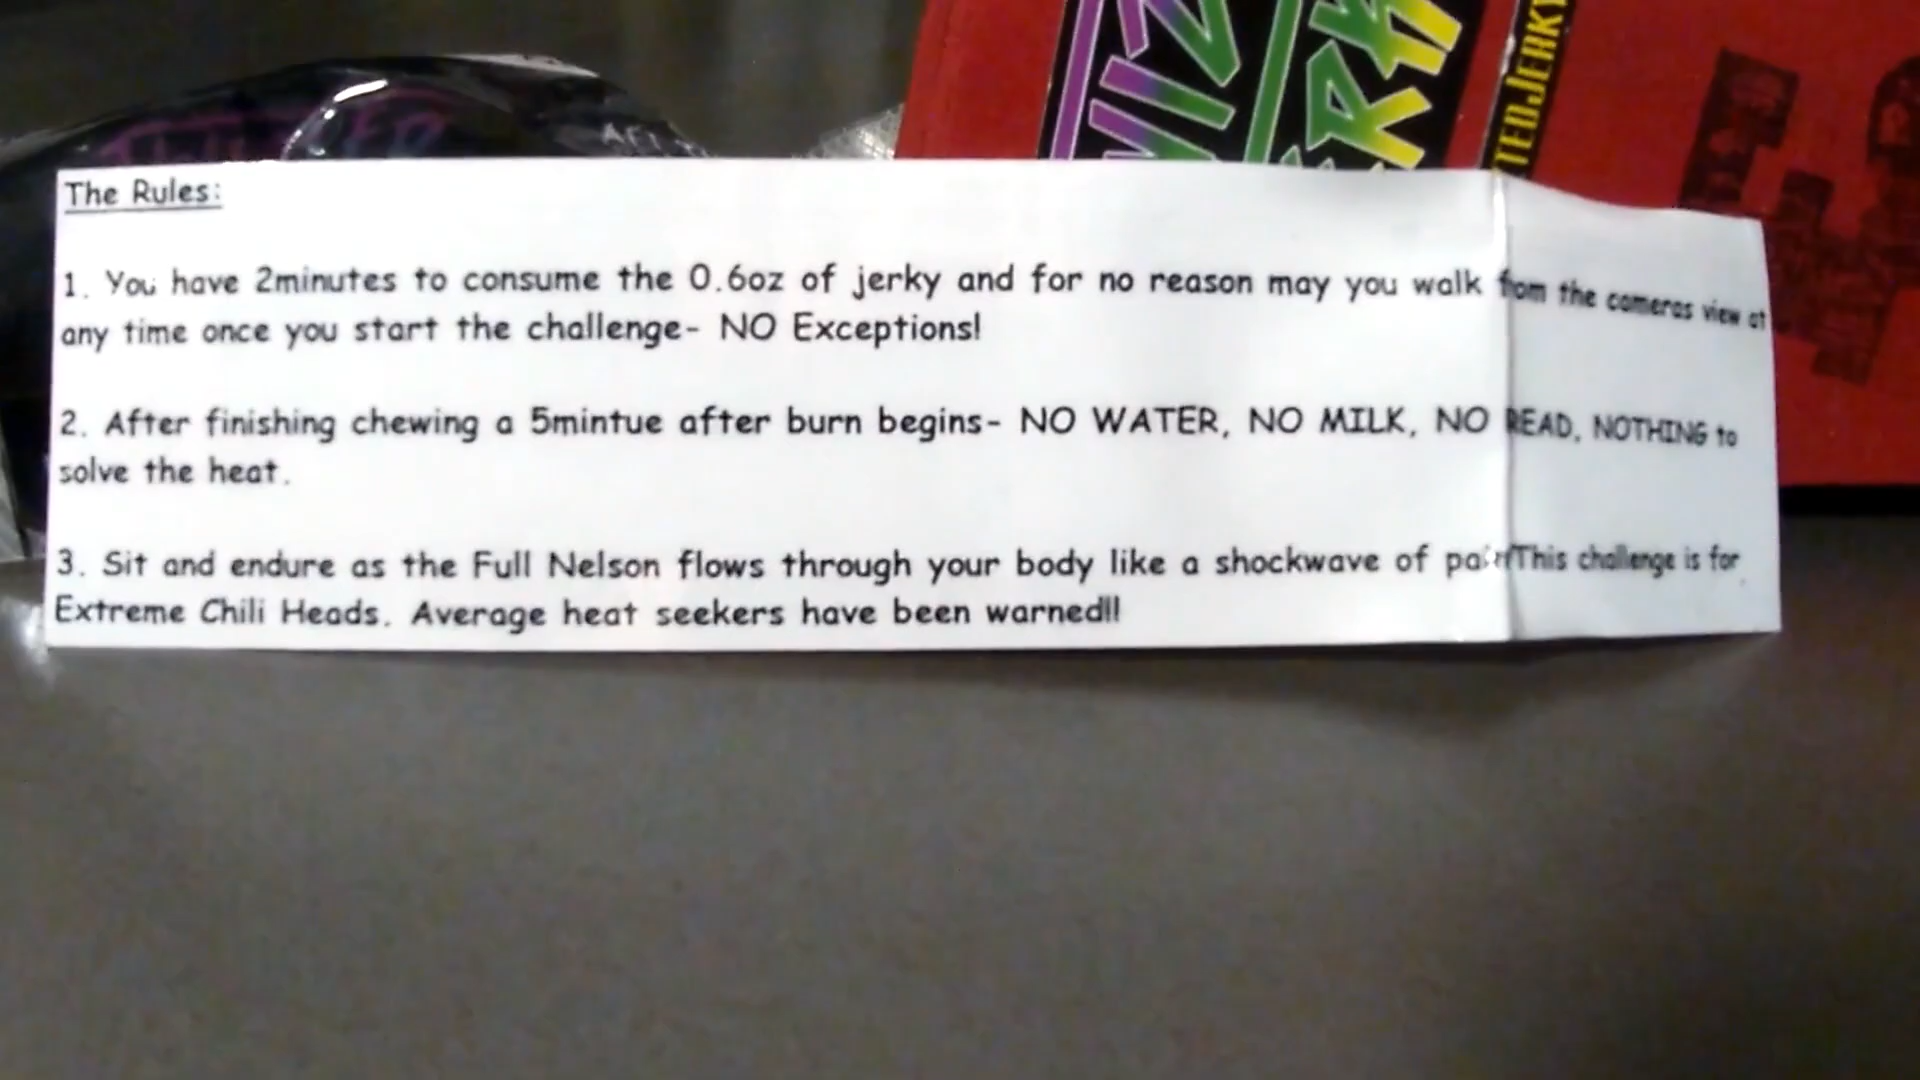 The Rules:
1. You have 2minutes to consume the 0.6oz of jerky and for no reason may you walk from the cameras view at
any time once you start the challenge- NO Exceptions!
2. After finishing chewing a 5mintue after burn begins- NO WATER, NO MILK, NO READ, NOTHING to
solve the heat.
3. Sit and endure as the Full Nelson flows through your body like a shockwave of pain This challenge is for
Extreme Chili Heads. Average heat seekers have been warned!!
TEDJERKY